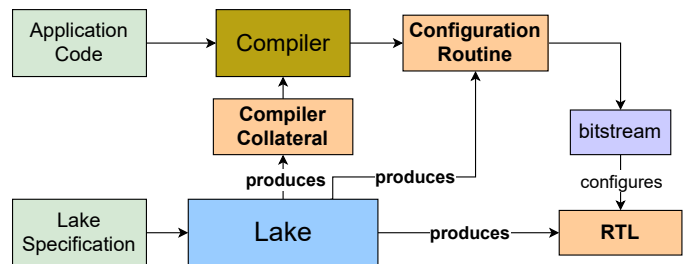 Application
Code
Compiler
Configuration
Routine
Compiler
Collateral
bitstream
produces
produces
configures
Lake
Specification
Lake
produces
RTL